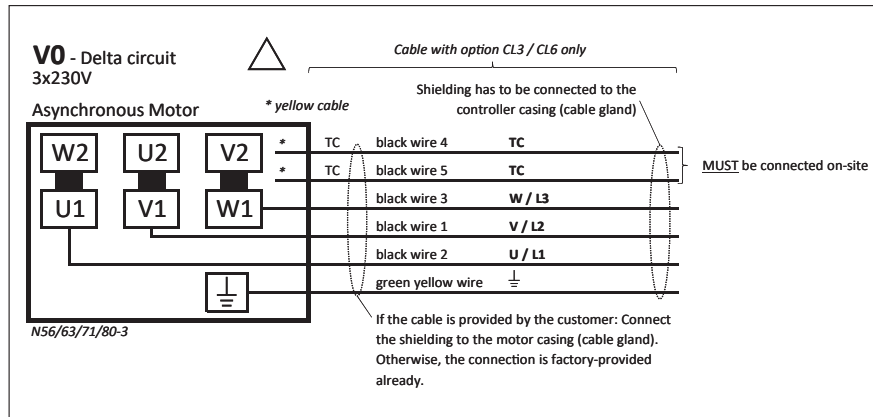 V0 - Delta circuit
3x230V
Cable with option CL3 / CL6 only
Shielding has to be connected to the
controller casing (cable gland)
Asynchronous Motor
* yellow cable
W2 U2 V2
* TC black wire 4 TC
* TC black wire 5 TC
MUST be connected on-site
U1 V1 W1
black wire 3 W / L3
black wire 1 V / L2
black wire 2 U / L1
green yellow wire
N56/63/71/80-3
If the cable is provided by the customer: Connect
the shielding to the motor casing (cable gland).
Otherwise, the connection is factory-provided
already.